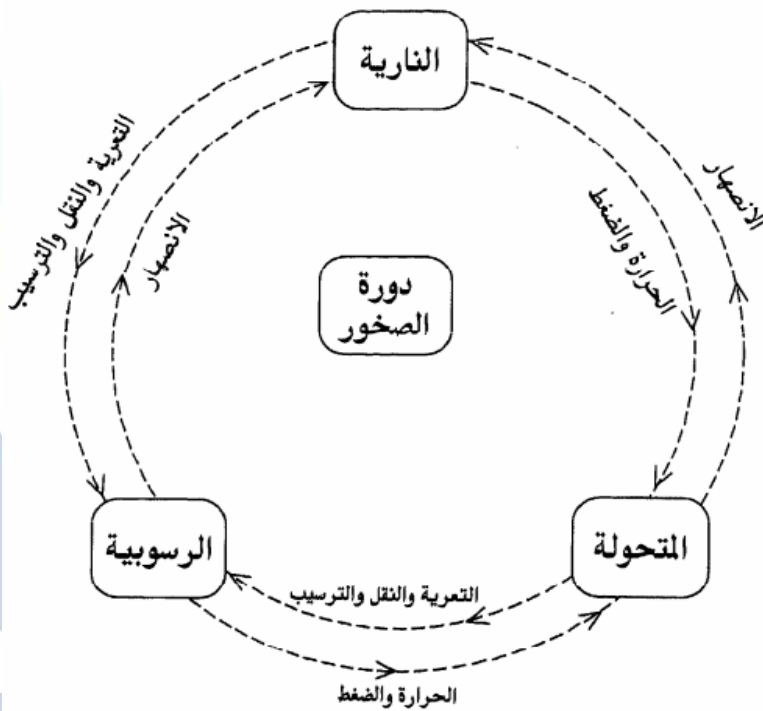 النارية
التعرية والنقل والترسيب
الانصهار
الحرارة والضغط
الانصهار
دورة
الصخور
الرسوبية
المتحولة
التعرية والنقل والترسيب
الحرارة والضغط